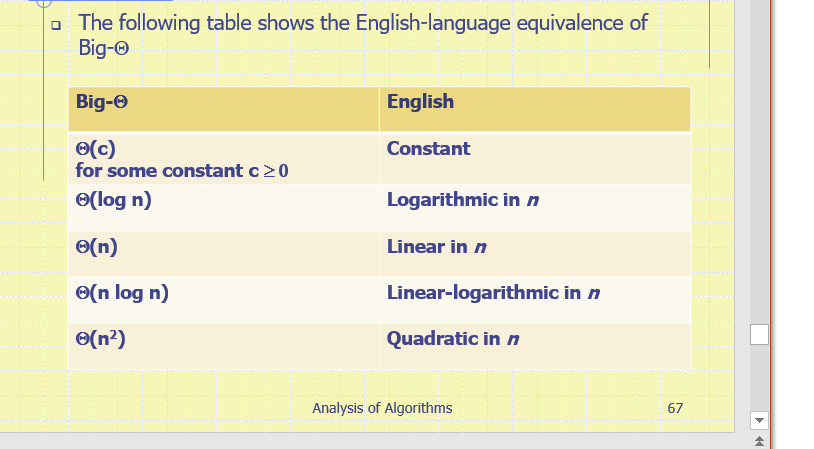 The following table shows the English-language equivalence of
Big-Θ
Big-Θ English
Θ(c) Constant
for some constant c ≥ 0
Θ(log n) Logarithmic in n
Θ(n) Linear in n
Θ(n log n) Linear-logarithmic in n
Θ(n²) Quadratic in n
Analysis of Algorithms 67